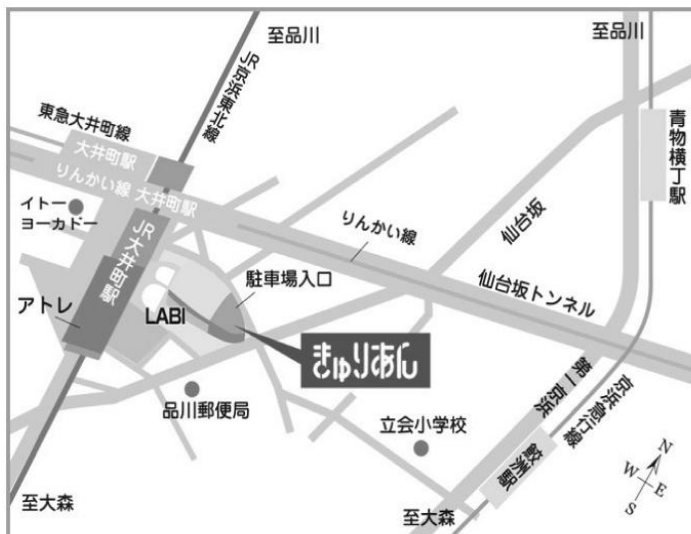 至品川
至品川
JR京浜東北線
東急大井町線
大井町駅
りんかい線 大井町駅
青物横丁駅
イトー
ヨーカドー
JR大井町駅
りんかい線
仙台坂
駐車場入口
仙台坂トンネル
アトレ
LABI
きゅりあん
品川郵便局
立会小学校
第一京浜
京浜急行線
鮫洲駅
N
W
E
S
至大森
至大森